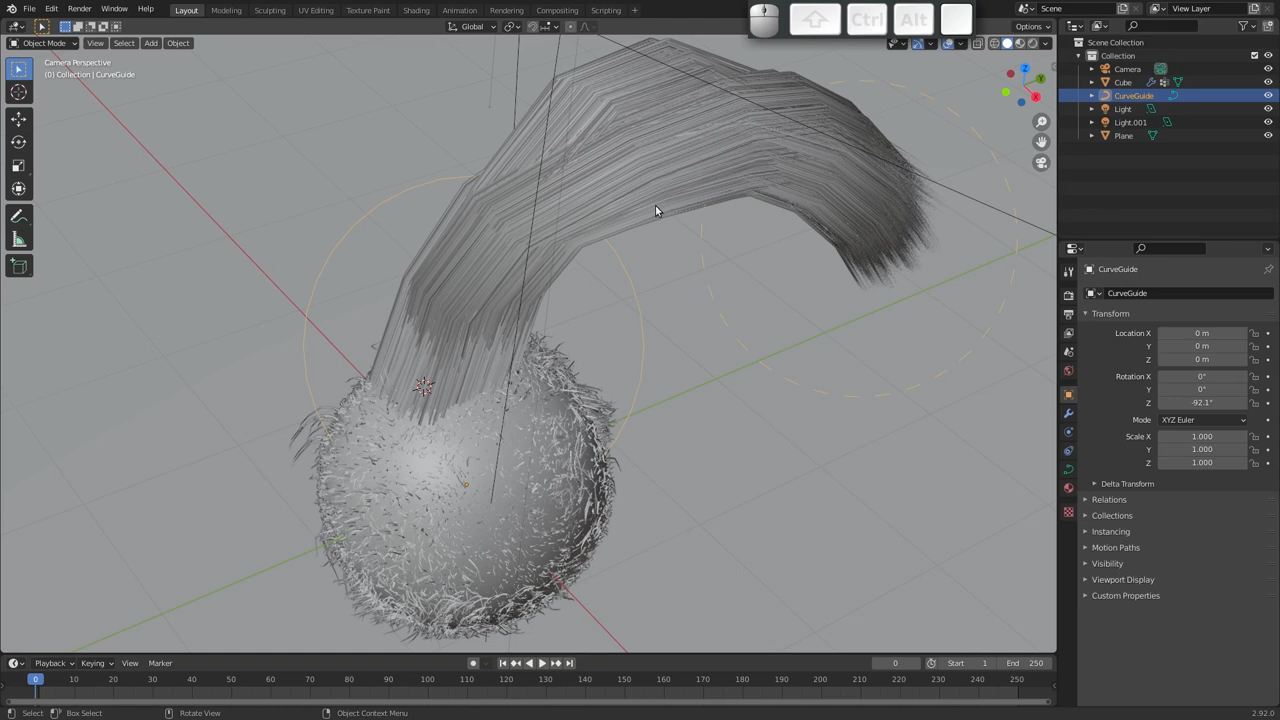 File Edit Render Window Help Layout Modeling Sculpting UV Editing Texture Paint Shading Animation Rendering Compositing Scripting + Scene View Layer
Global Options
Object Mode View Select Add Object
Ctrl Alt
Camera Perspective
(0) Collection | CurveGuide
Z
Y
X
Scene Collection
Collection
Camera
Cube
CurveGuide
Light
Light.001
Plane
CurveGuide
CurveGuide
Transform
Location X 0 m
Y 0 m
Z 0 m
Rotation X 0°
Y 0°
Z -92.1°
Mode XYZ Euler
Scale X 1.000
Y 1.000
Z 1.000
Delta Transform
Relations
Collections
Instancing
Motion Paths
Visibility
Viewport Display
Custom Properties
Playback Keying View Marker 0 Start 1 End 250
0 10 20 30 40 50 60 70 80 90 100 110 120 130 140 150 160 170 180 190 200 210 220 230 240 250
Select Box Select Rotate View Object Context Menu 2.92.0